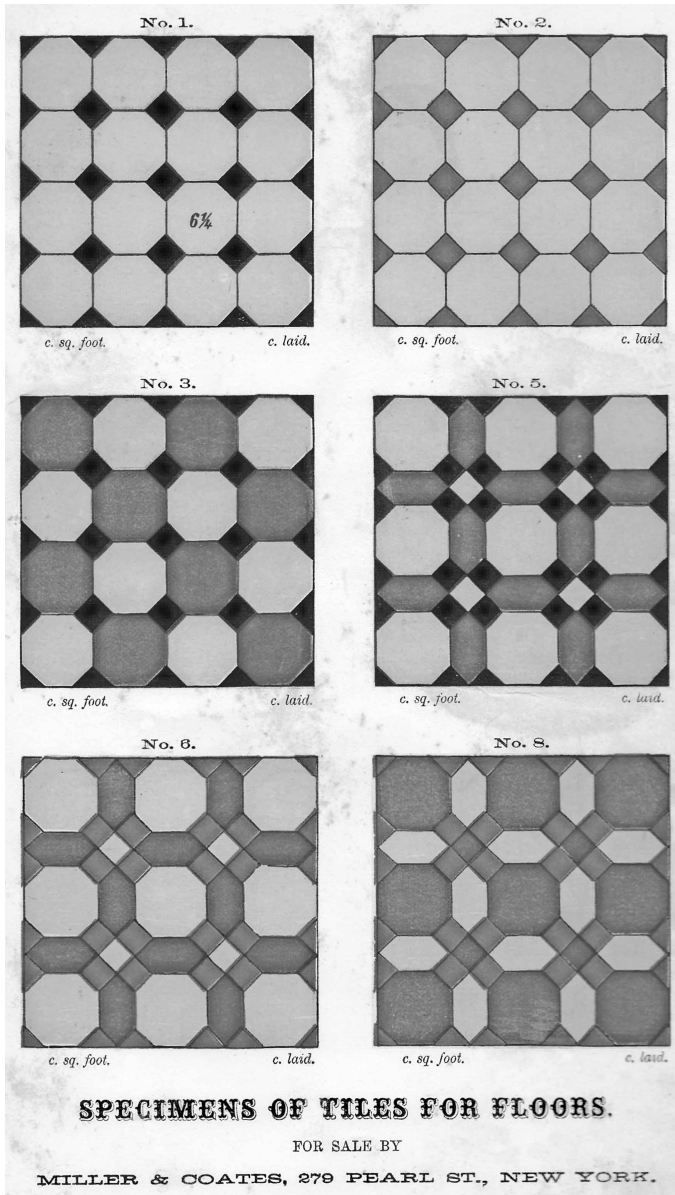 No. 1.
No. 2.
6¼
c. sq. foot. c. laid.
c. sq. foot. c. laid.
No. 3.
No. 5.
c. sq. foot. c. laid.
c. sq. foot. c. laid.
No. 6.
No. 8.
c. sq. foot. c. laid.
c. sq. foot. c. laid.
SPECIMENS OF TILES FOR FLOORS.
FOR SALE BY
MILLER & COATES, 279 PEARL ST., NEW YORK.